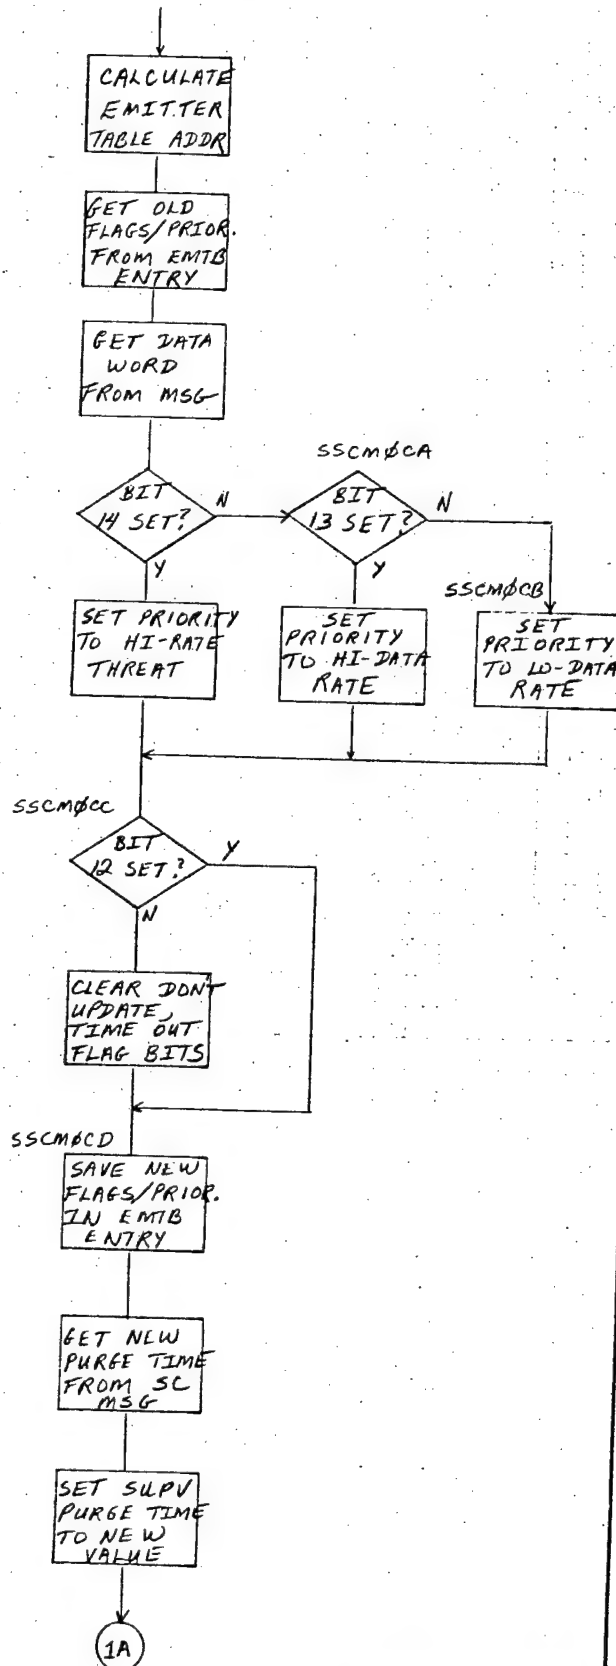 CALCULATE
EMITTER
TABLE ADDR
GET OLD
FLAGS/PRIOR.
FROM EMTB
ENTRY
GET DATA
WORD
FROM MSG
SSCMØCA
BIT
14 SET?
N
Y
BIT
13 SET?
N
Y
SSCMØCB
SET PRIORITY
TO HI-RATE
THREAT
SET
PRIORITY
TO HI-DATA
RATE
SET
PRIORITY
TO LO-DATA
RATE
SSCMØCC
BIT
12 SET?
Y
N
CLEAR DON'T
UPDATE,
TIME OUT
FLAG BITS
SSCMØCD
SAVE NEW
FLAGS/PRIOR.
IN EMTB
ENTRY
GET NEW
PURGE TIME
FROM SC
MSG
SET SUPV
PURGE TIME
TO NEW
VALUE
1A